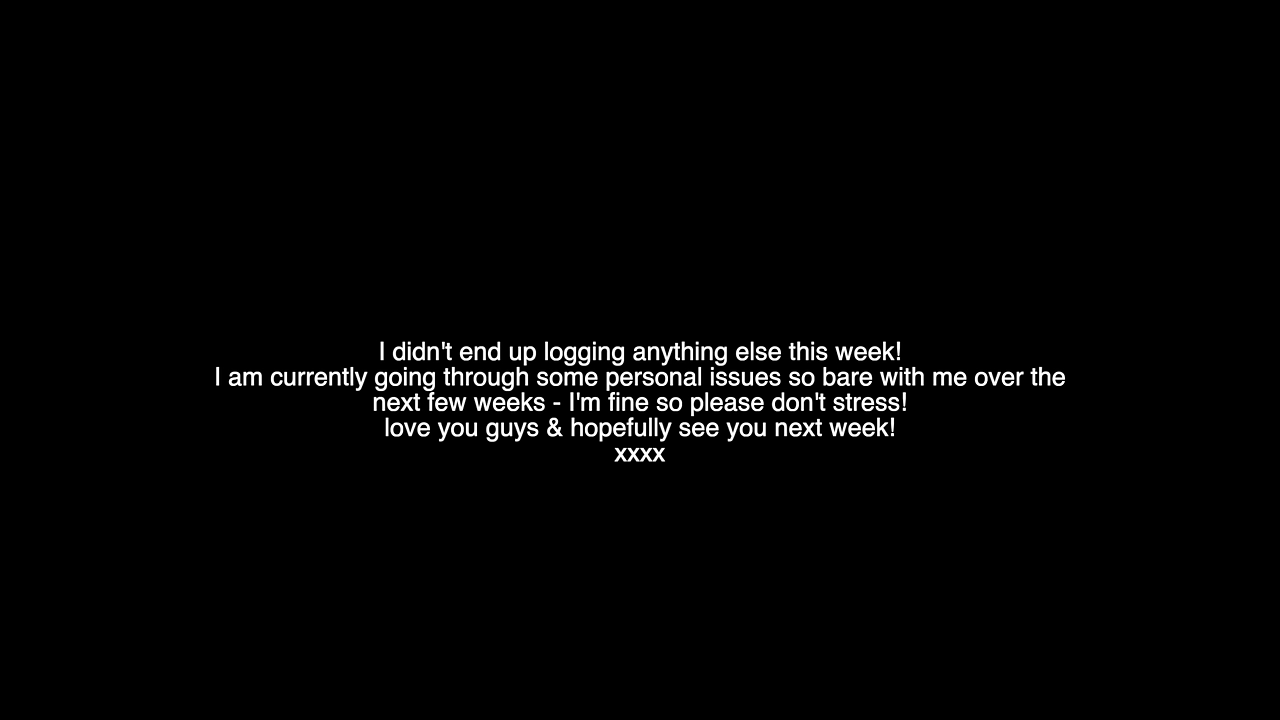 I didn't end up logging anything else this week!
I am currently going through some personal issues so bare with me over the
next few weeks - I'm fine so please don't stress!
love you guys & hopefully see you next week!
xxxx